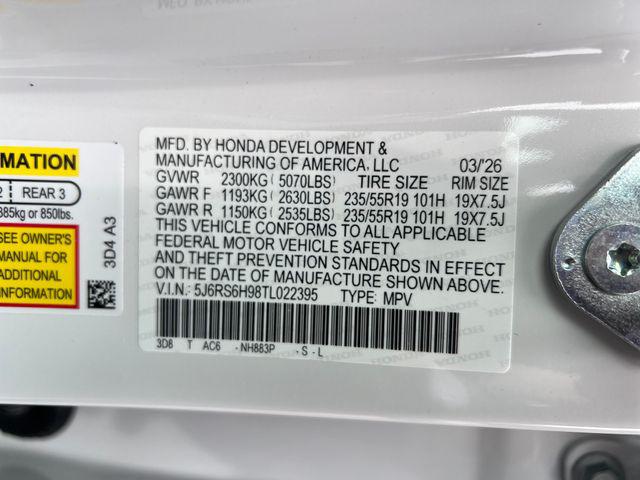 MFD. BY HONDA DEVELOPMENT &
MANUFACTURING OF AMERICA, LLC 03/'26
GVWR 2300KG(5070LBS) TIRE SIZE RIM SIZE
GAWR F 1193KG(2630LBS) 235/55R19 101H 19X7.5J
GAWR R 1150KG(2535LBS) 235/55R19 101H 19X7.5J
THIS VEHICLE CONFORMS TO ALL APPLICABLE
FEDERAL MOTOR VEHICLE SAFETY
AND THEFT PREVENTION STANDARDS IN EFFECT
ON THE DATE OF MANUFACTURE SHOWN ABOVE.
V.I.N.: 5J6RS6H98TL022395 TYPE: MPV
3D8 T AC6 -NH883P -S-L
RMATION
2 REAR 3
385kg or 850lbs.
SEE OWNER'S
MANUAL FOR
ADDITIONAL
INFORMATION
3D4 A3